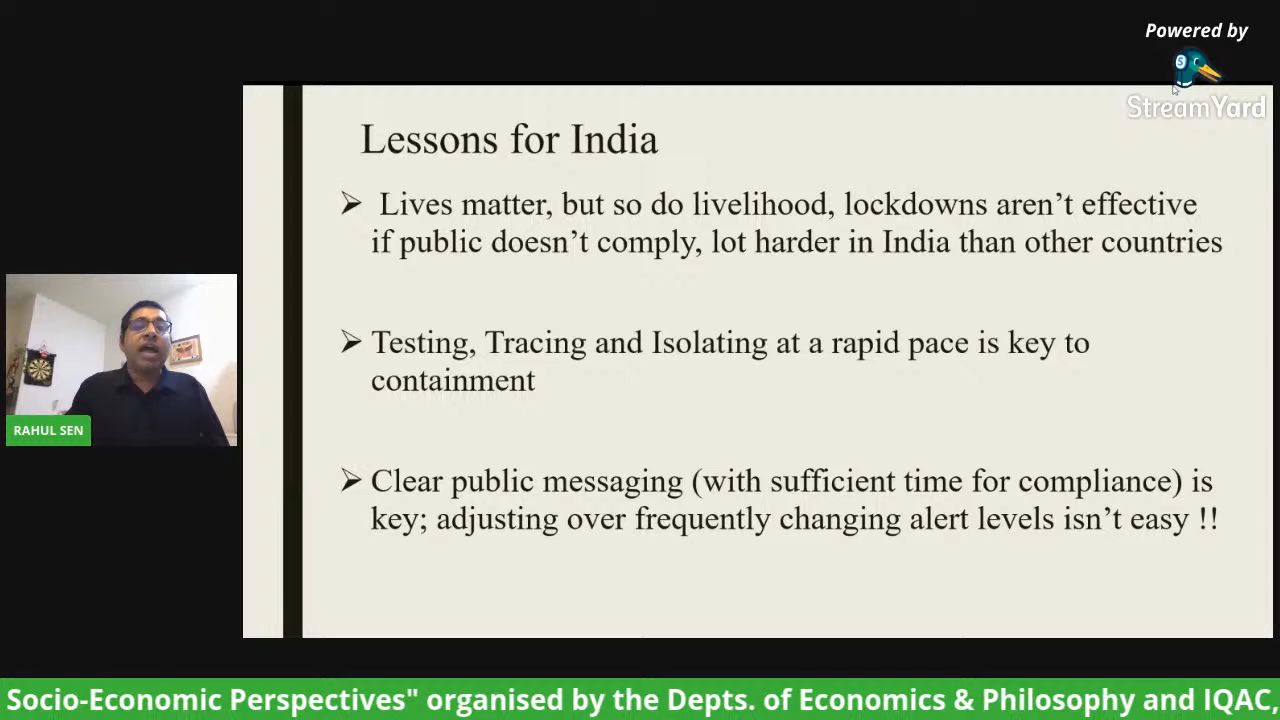 Powered by
StreamYard
Lessons for India
➢ Lives matter, but so do livelihood, lockdowns aren’t effective
if public doesn’t comply, lot harder in India than other countries
➢ Testing, Tracing and Isolating at a rapid pace is key to
containment
➢ Clear public messaging (with sufficient time for compliance) is
key; adjusting over frequently changing alert levels isn’t easy !!
RAHUL SEN
Socio-Economic Perspectives" organised by the Depts. of Economics & Philosophy and IQAC,